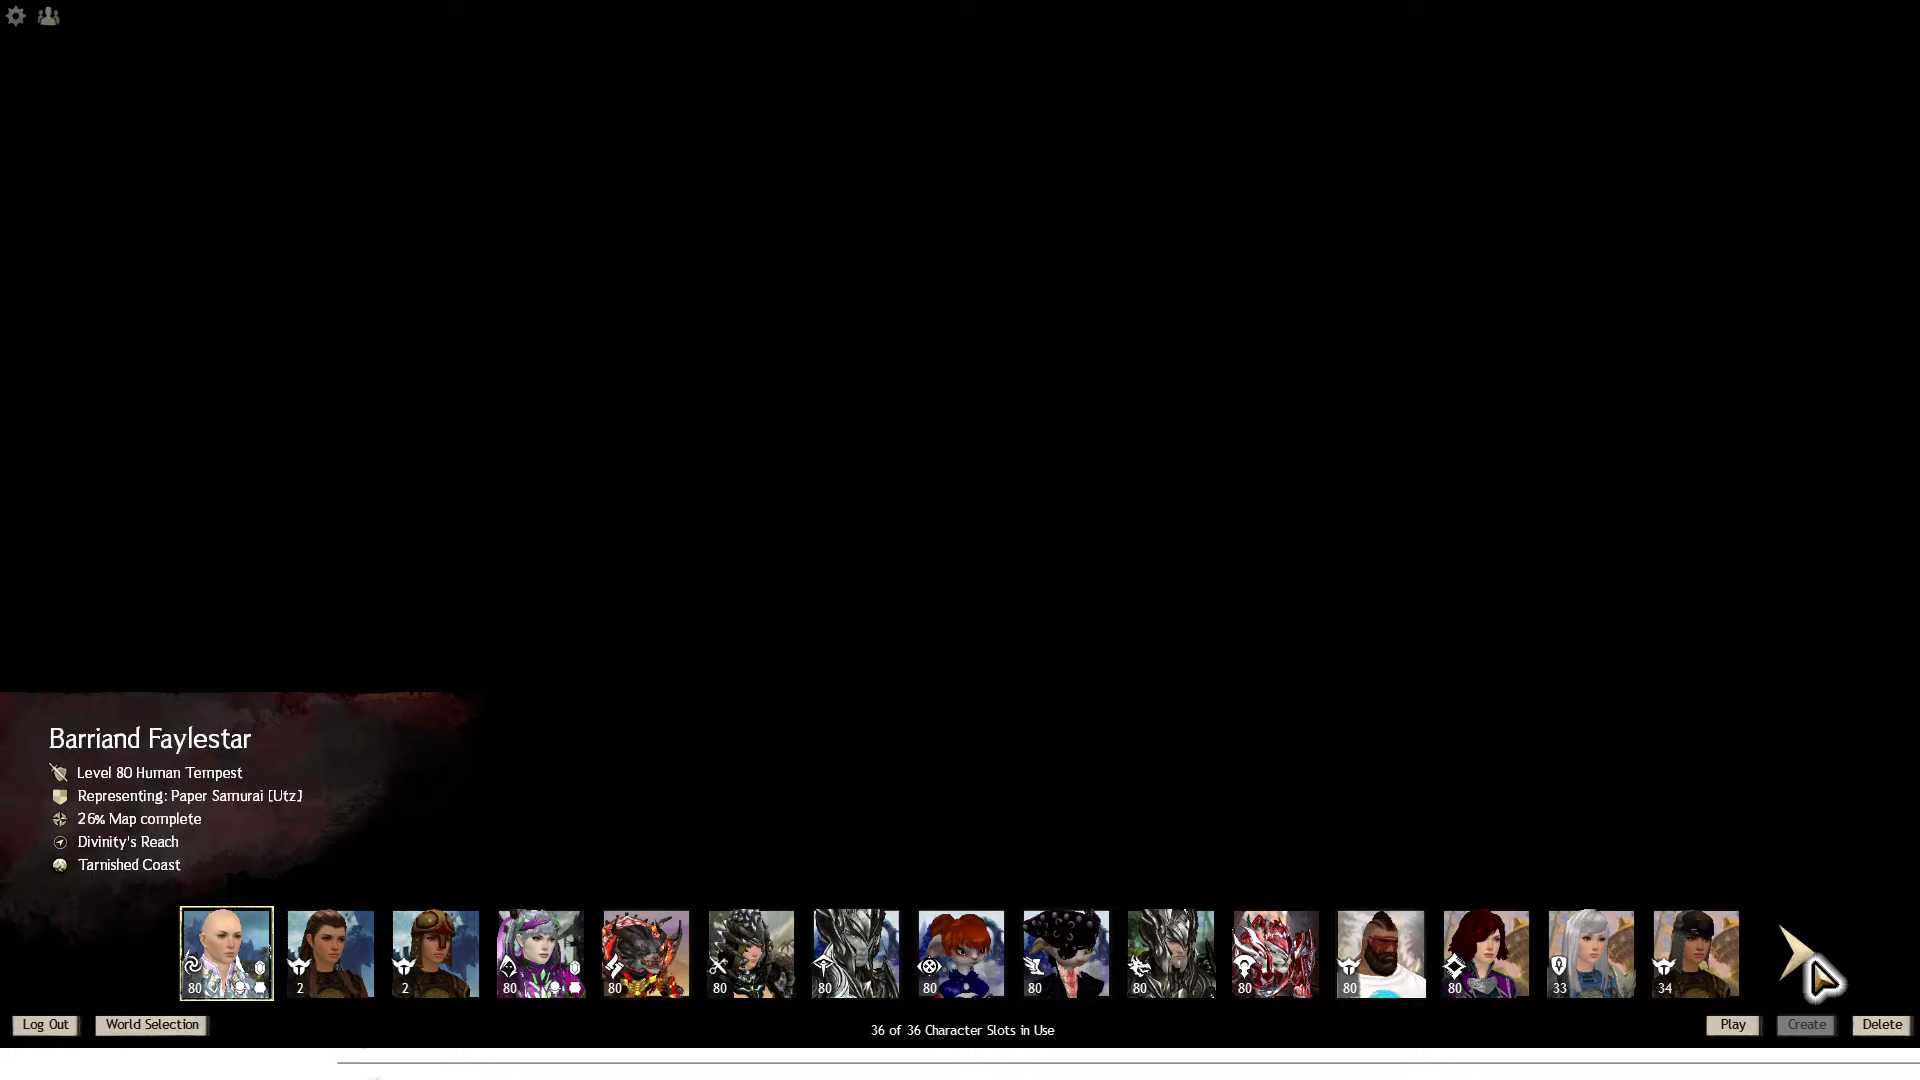 Barriand Faylestar
Level 80 Human Tempest
Representing: Paper Samurai [Utz]
26% Map complete
Divinity's Reach
Tarnished Coast
80 2 2 80 80 80 80 80 80 80 80 80 80 33 34
Log Out World Selection 36 of 36 Character Slots in Use Play Create Delete